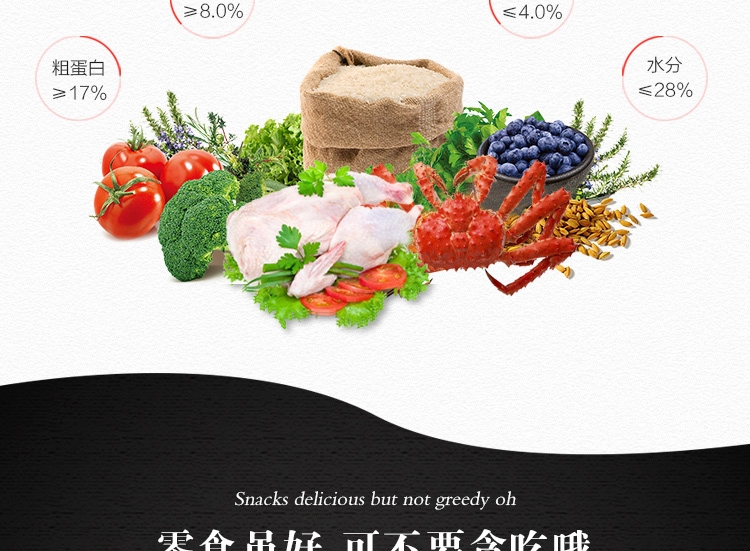 ≥8.0%
≤4.0%
粗蛋白
≥17%
水分
≤28%
Snacks delicious but not greedy oh
零食虽好 可不要贪吃哦